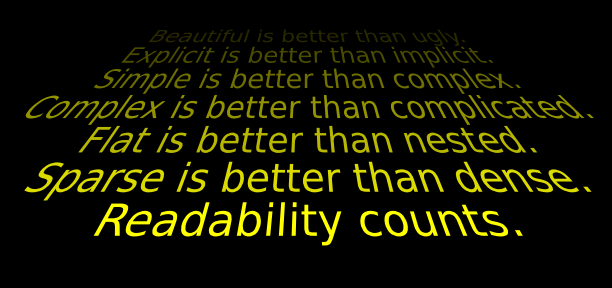 Beautiful is better than ugly.
Explicit is better than implicit.
Simple is better than complex.
Complex is better than complicated.
Flat is better than nested.
Sparse is better than dense.
Readability counts.